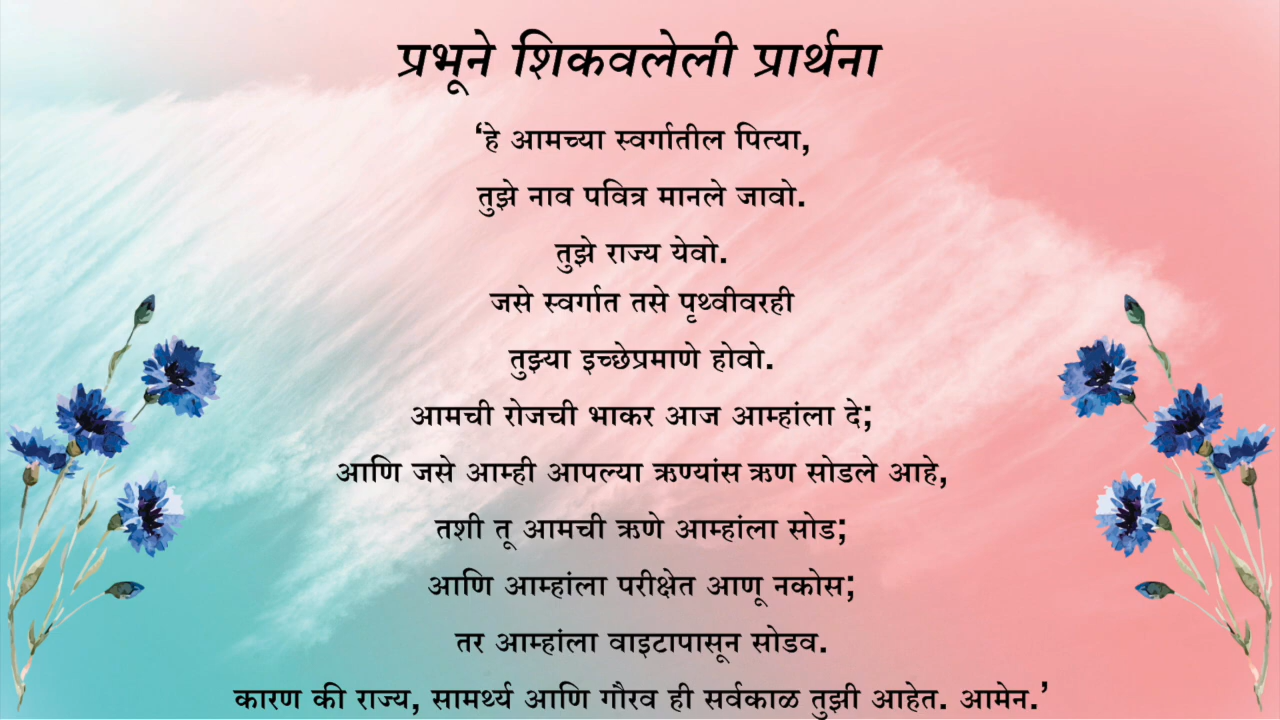 प्रभूने शिकवलेली प्रार्थना
‘हे आमच्या स्वर्गातील पित्या,
तुझे नाव पवित्र मानले जावो.
तुझे राज्य येवो.
जसे स्वर्गात तसे पृथ्वीवरही
तुझ्या इच्छेप्रमाणे होवो.
आमची रोजची भाकर आज आम्हांला दे;
आणि जसे आम्ही आपल्या ऋण्यांस ऋण सोडले आहे,
तशी तू आमची ऋणे आम्हांला सोड;
आणि आम्हांला परीक्षेत आणू नकोस;
तर आम्हांला वाइटापासून सोडव.
कारण की राज्य, सामर्थ्य आणि गौरव ही सर्वकाळ तुझी आहेत. आमेन.’